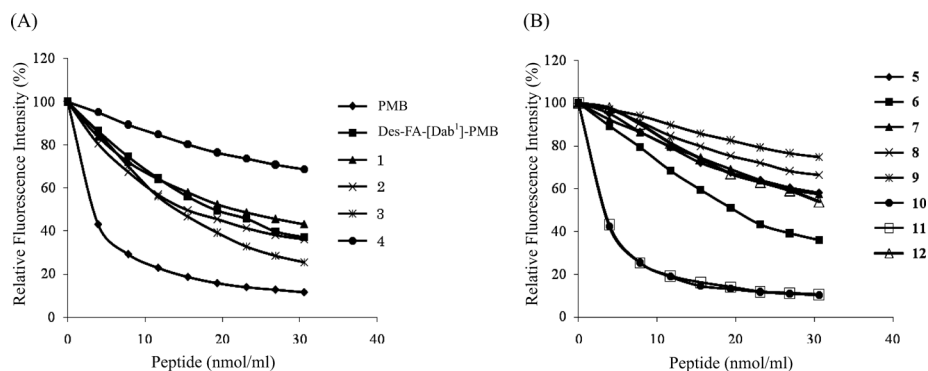 (A)
Relative Fluorescence Intensity (%)
120
100
80
60
40
20
0
0 10 20 30 40
Peptide (nmol/ml)
PMB
Des-FA-[Dab¹]-PMB
1
2
3
4
(B)
Relative Fluorescence Intensity (%)
120
100
80
60
40
20
0
0 10 20 30 40
Peptide (nmol/ml)
5
6
7
8
9
10
11
12